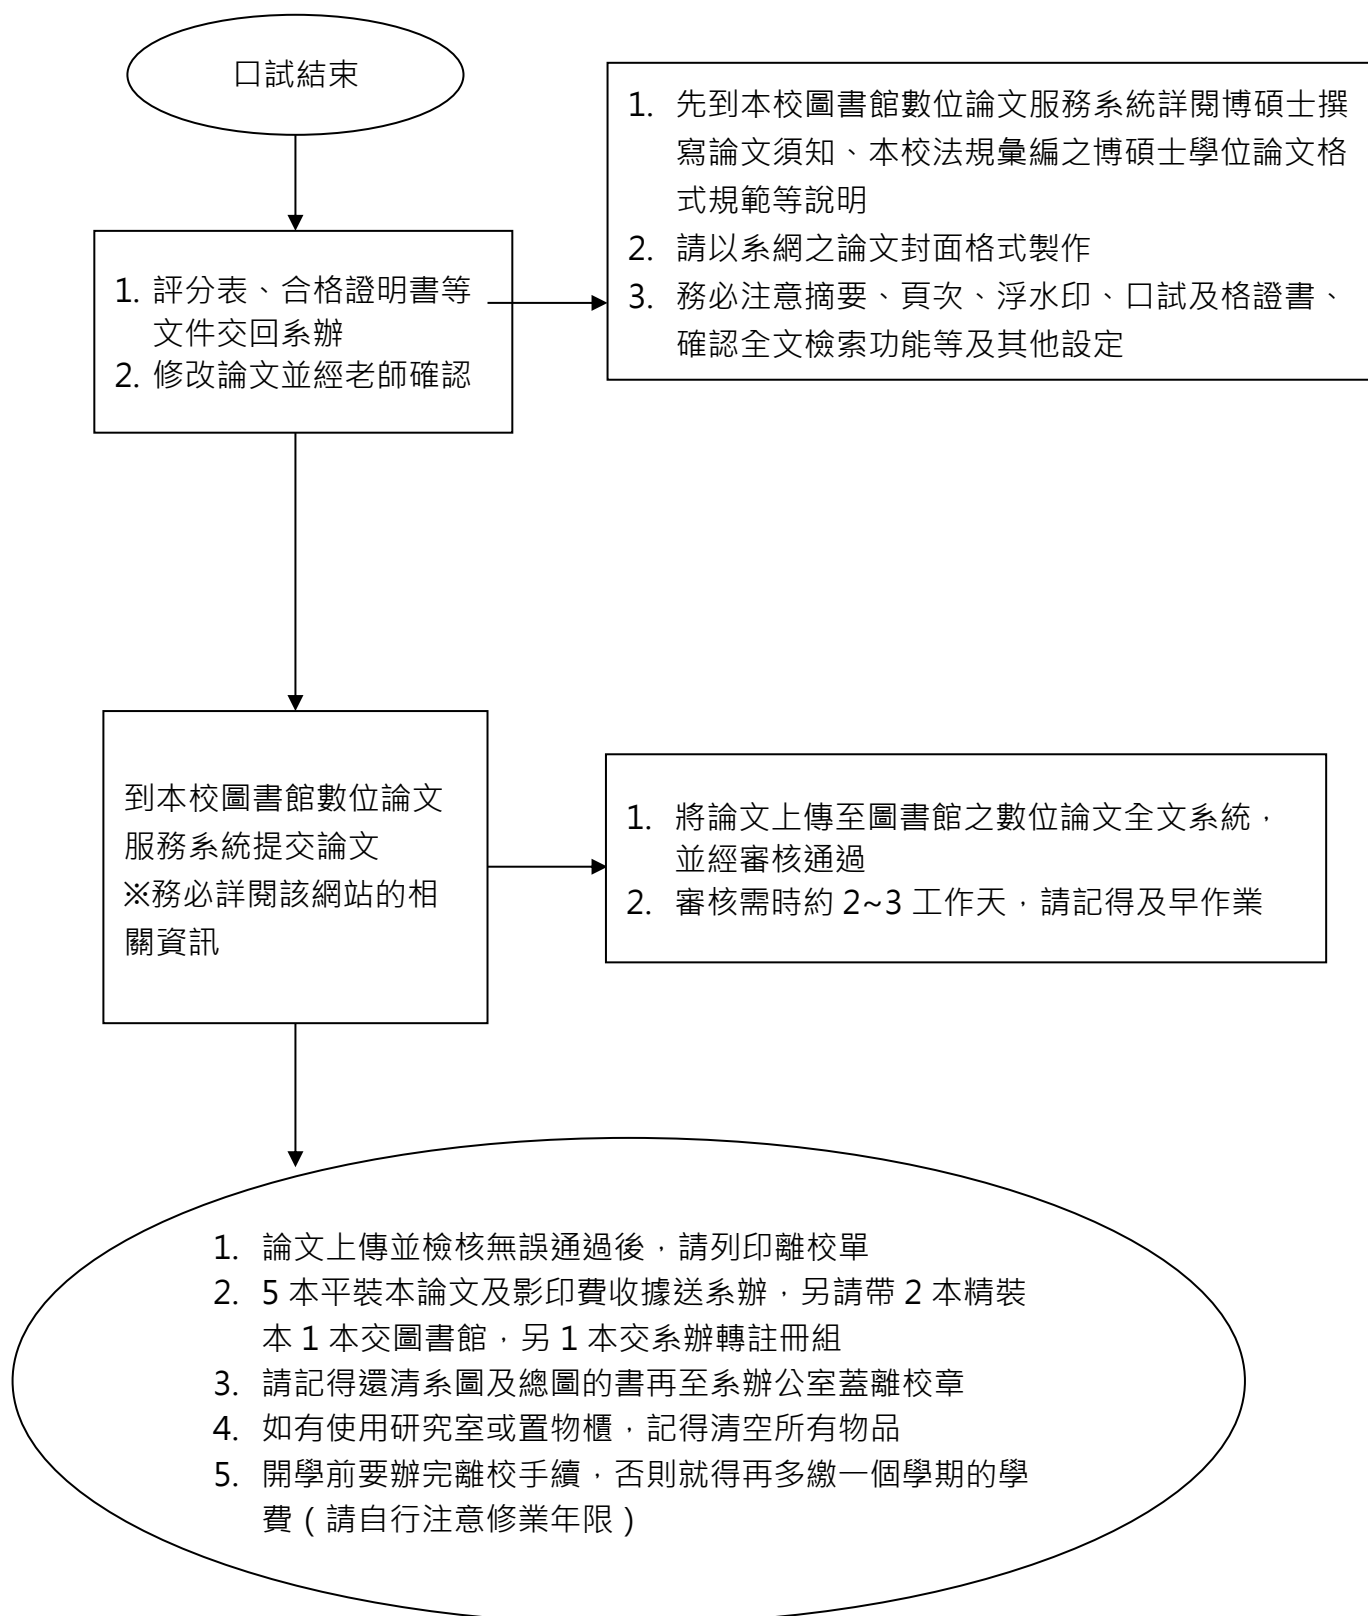 口試結束
1. 評分表、合格證明書等
文件交回系辦
2. 修改論文並經老師確認
1. 先到本校圖書館數位論文服務系統詳閱博碩士撰
寫論文須知、本校法規彙編之博碩士學位論文格
式規範等說明
2. 請以系網之論文封面格式製作
3. 務必注意摘要、頁次、浮水印、口試及格證書、
確認全文檢索功能等及其他設定
到本校圖書館數位論文
服務系統提交論文
※務必詳閱該網站的相
關資訊
1. 將論文上傳至圖書館之數位論文全文系統，
並經審核通過
2. 審核需時約 2~3 工作天，請記得及早作業
1. 論文上傳並檢核無誤通過後，請列印離校單
2. 5 本平裝本論文及影印費收據送系辦，另請帶 2 本精裝
本 1 本交圖書館，另 1 本交系辦轉註冊組
3. 請記得還清系圖及總圖的書再至系辦公室蓋離校章
4. 如有使用研究室或置物櫃，記得清空所有物品
5. 開學前要辦完離校手續，否則就得再多繳一個學期的學
費（請自行注意修業年限）